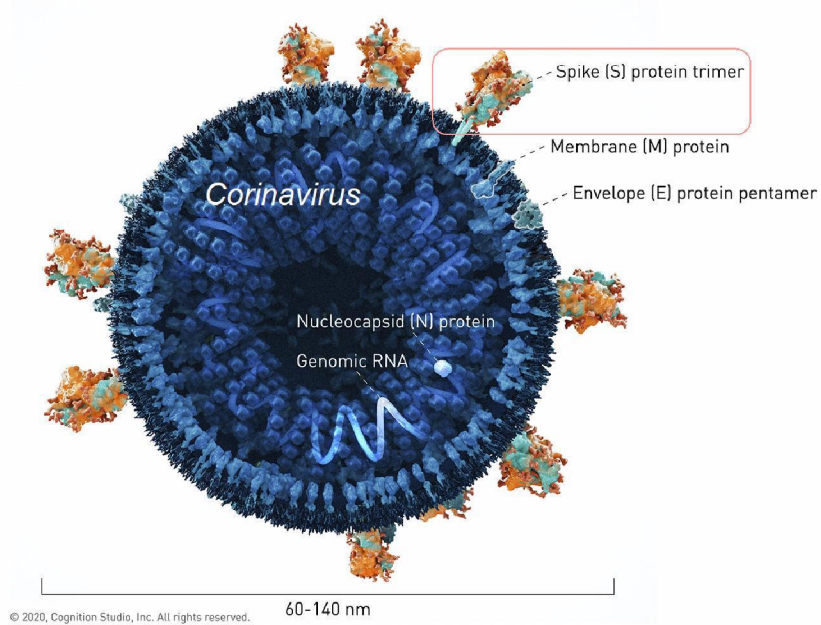 Spike (S) protein trimer
Membrane (M) protein
Envelope (E) protein pentamer
Corinavirus
Nucleocapsid (N) protein
Genomic RNA
60-140 nm
© 2020, Cognition Studio, Inc. All rights reserved.